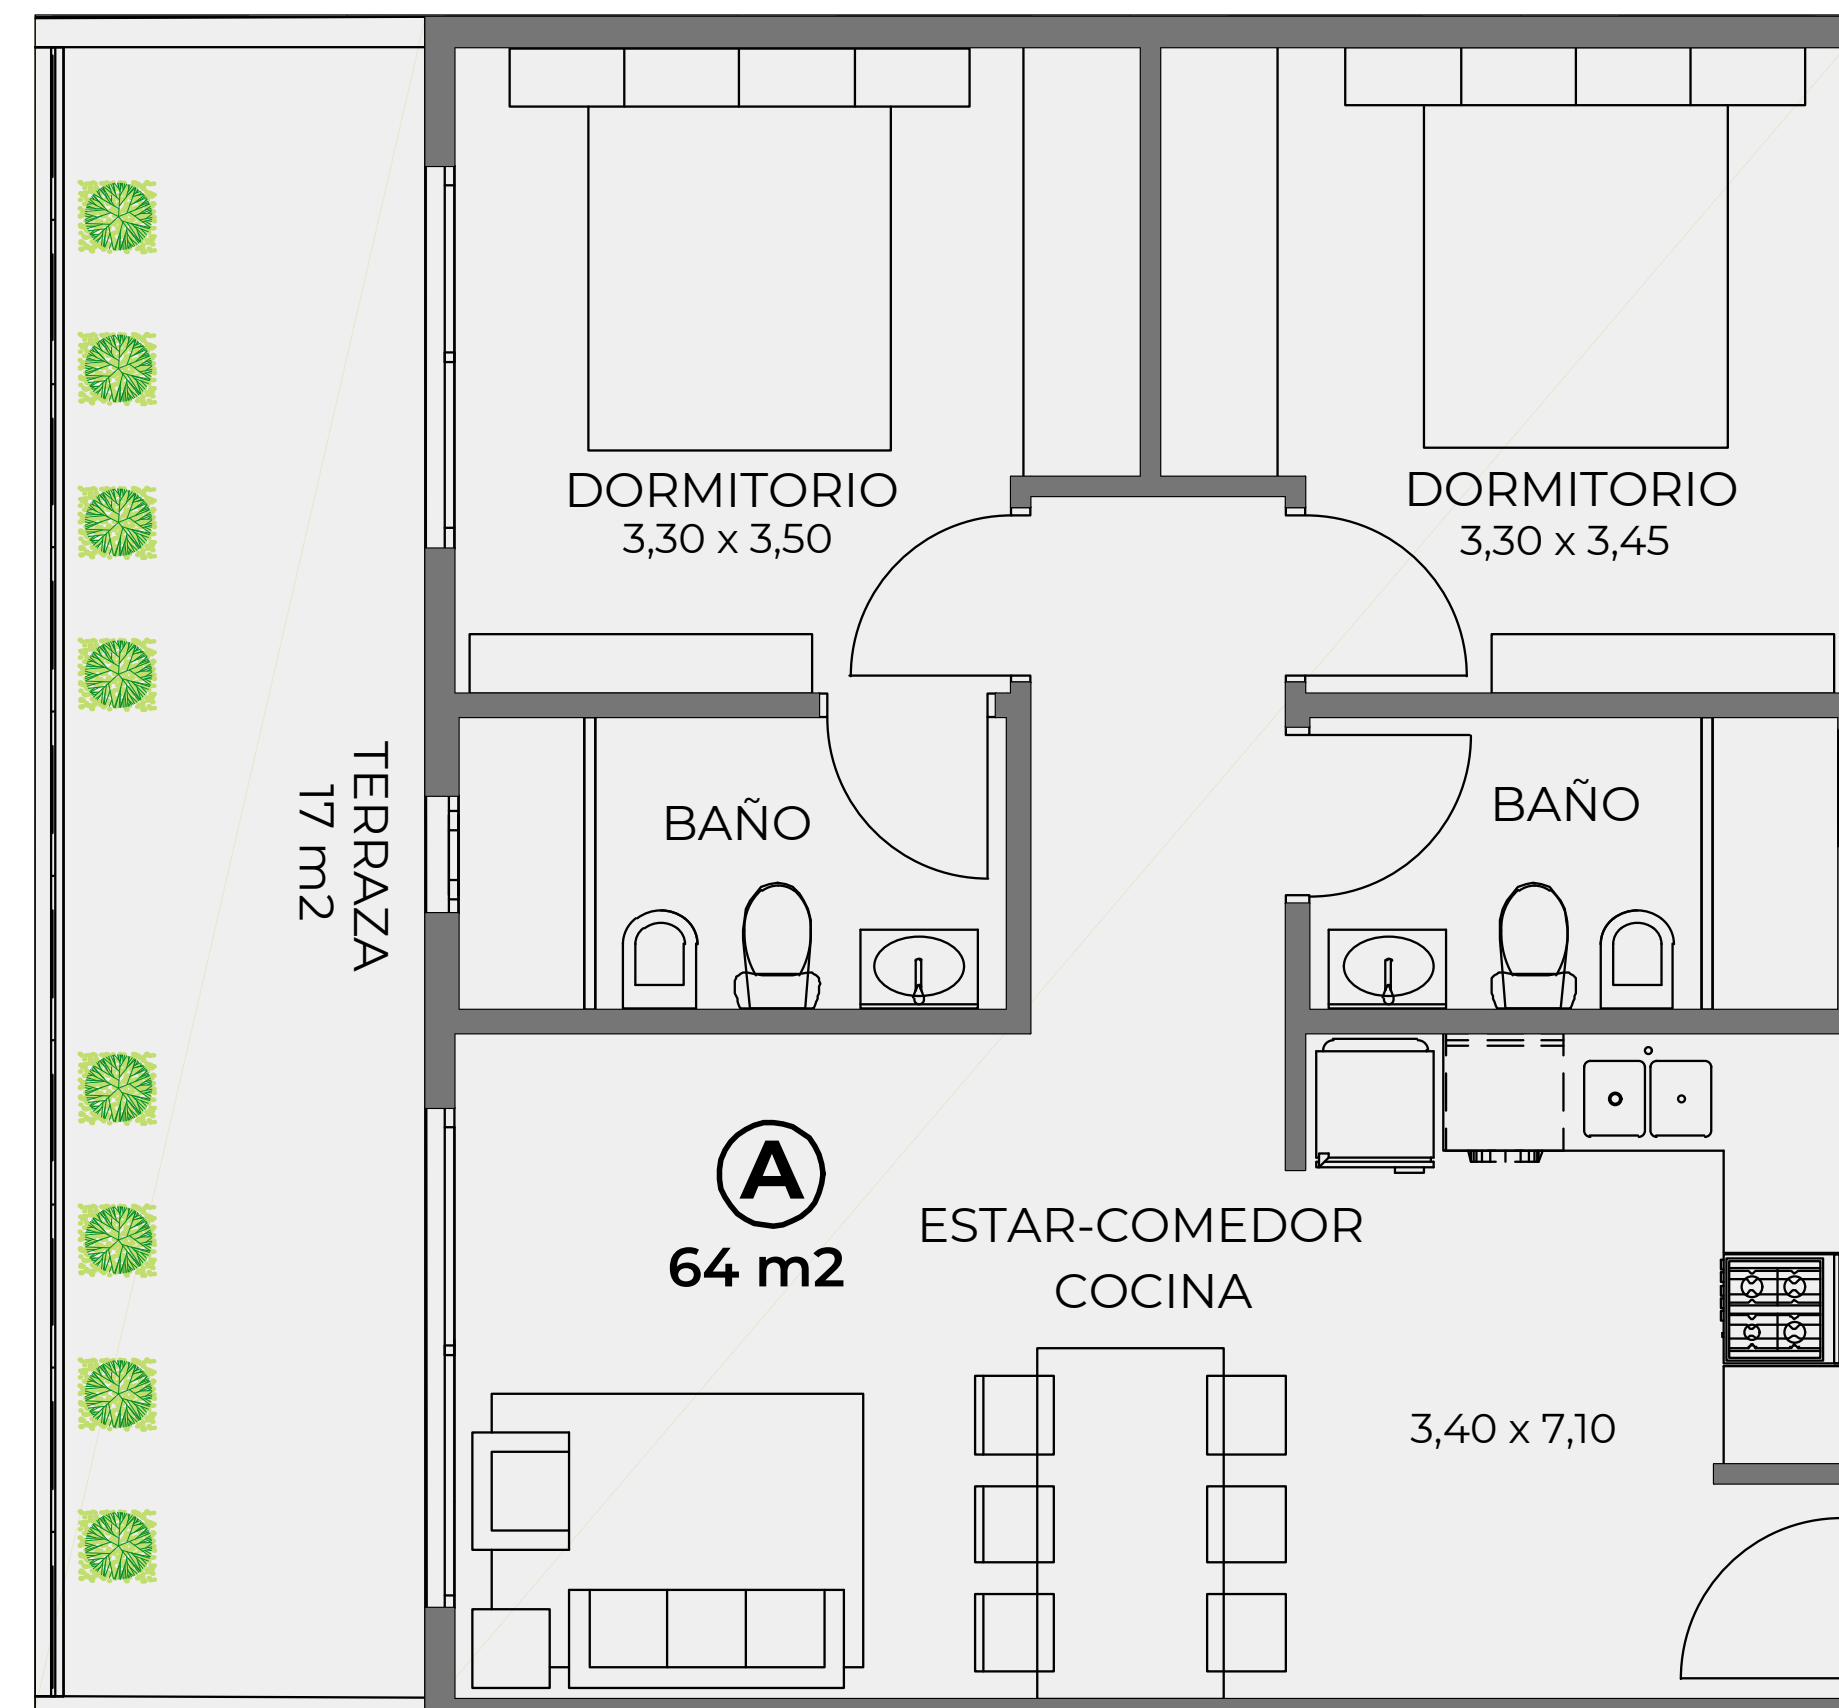 DORMITORIO
3,30 x 3,50
DORMITORIO
3,30 x 3,45
TERRAZA
17 m2
BAÑO
BAÑO
A
64 m2
ESTAR-COMEDOR
COCINA
3,40 x 7,10